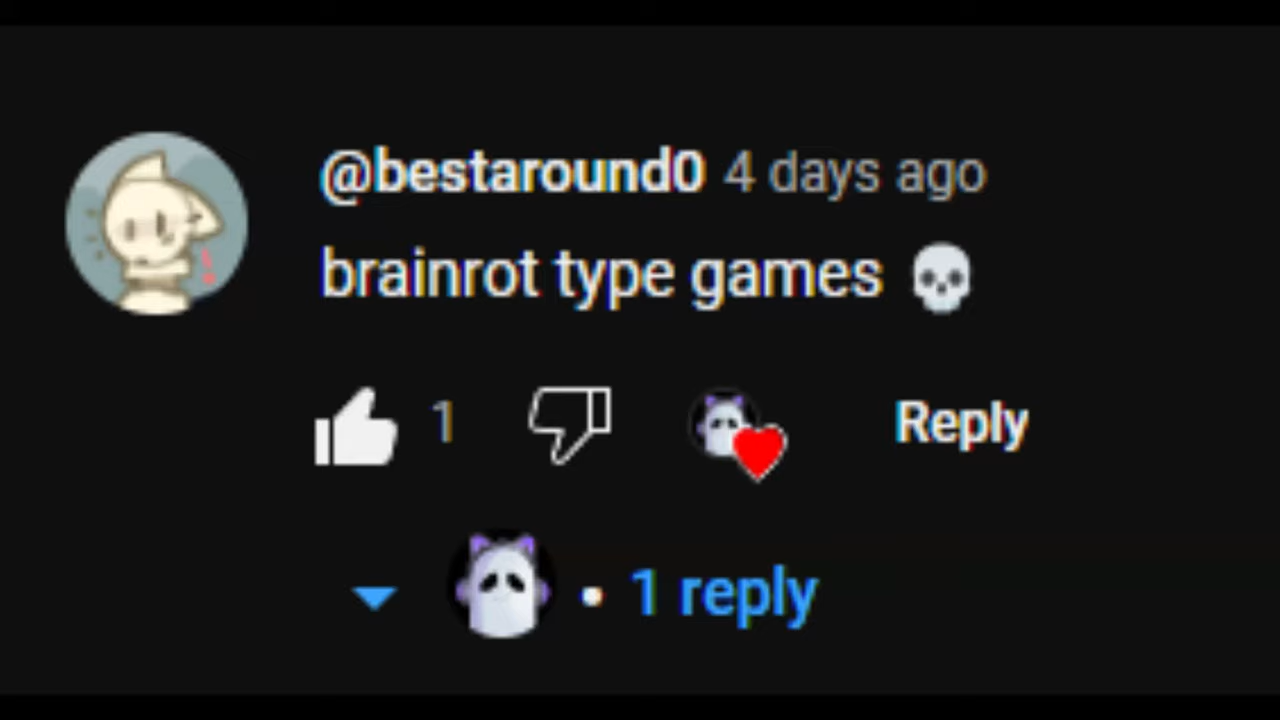 @bestaround0 4 days ago
brainrot type games 💀
1 Reply
1 reply